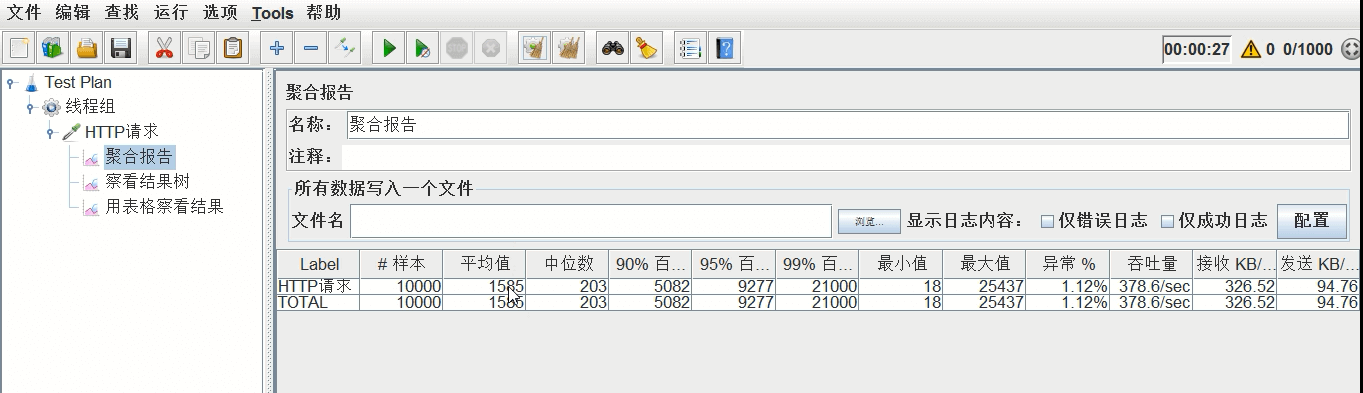 文件 编辑 查找 运行 选项 Tools 帮助
00:00:27 0 0/1000
Test Plan
线程组
HTTP请求
聚合报告
察看结果树
用表格察看结果
聚合报告
名称： 聚合报告
注释：
所有数据写入一个文件
文件名 浏览... 显示日志内容： 仅错误日志 仅成功日志 配置
Label # 样本 平均值 中位数 90% 百... 95% 百... 99% 百... 最小值 最大值 异常 % 吞吐量 接收 KB/... 发送 KB/...
HTTP请求 10000 1585 203 5082 9277 21000 18 25437 1.12% 378.6/sec 326.52 94.76
TOTAL 10000 1585 203 5082 9277 21000 18 25437 1.12% 378.6/sec 326.52 94.76